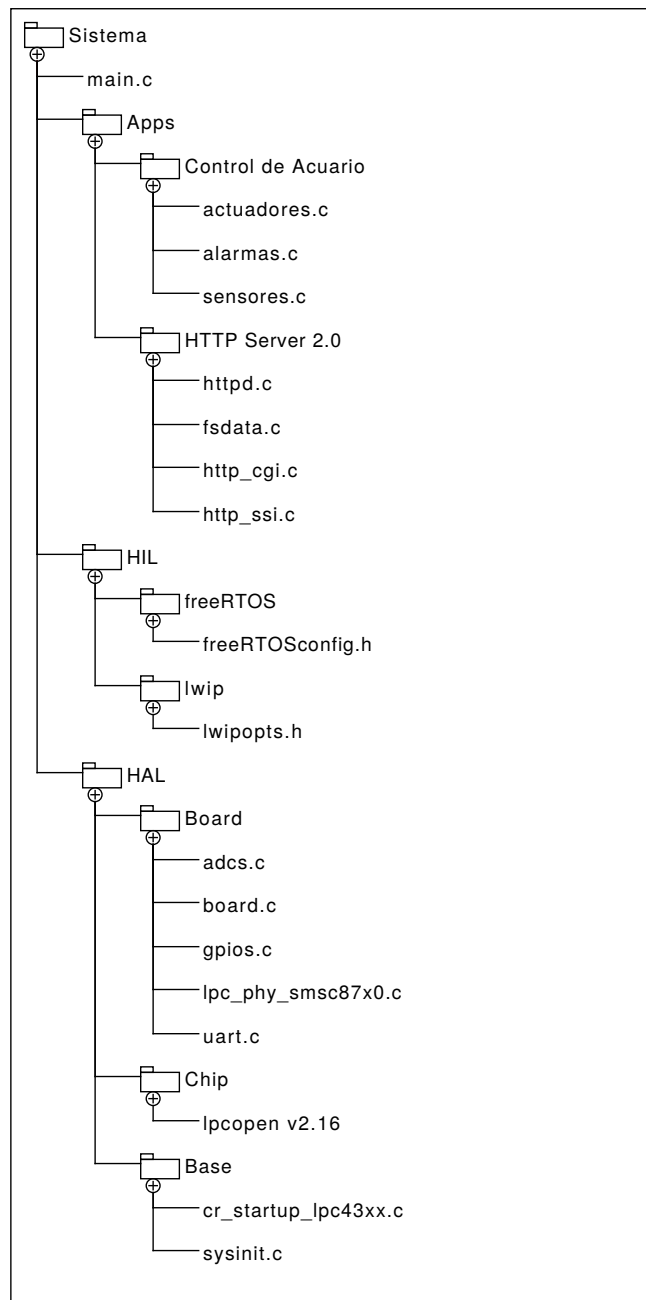 Sistema
main.c
Apps
Control de Acuario
actuadores.c
alarmas.c
sensores.c
HTTP Server 2.0
httpd.c
fsdata.c
http_cgi.c
http_ssi.c
HIL
freeRTOS
freeRTOSconfig.h
lwip
lwipopts.h
HAL
Board
adcs.c
board.c
gpios.c
lpc_phy_smsc87x0.c
uart.c
Chip
lpcopen v2.16
Base
cr_startup_lpc43xx.c
sysinit.c